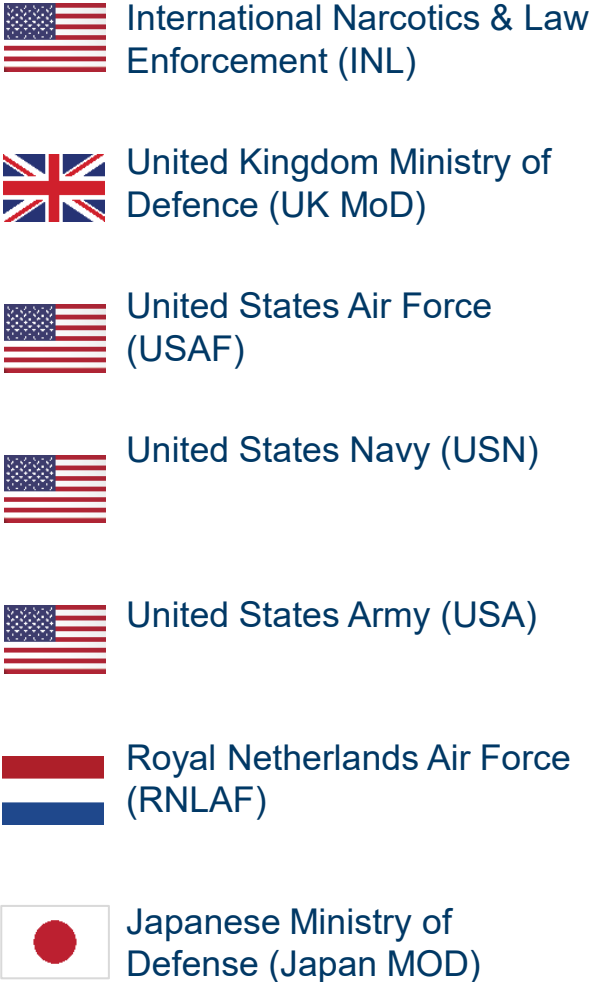 International Narcotics & Law
Enforcement (INL)
United Kingdom Ministry of
Defence (UK MoD)
United States Air Force
(USAF)
United States Navy (USN)
United States Army (USA)
Royal Netherlands Air Force
(RNLAF)
Japanese Ministry of
Defense (Japan MOD)